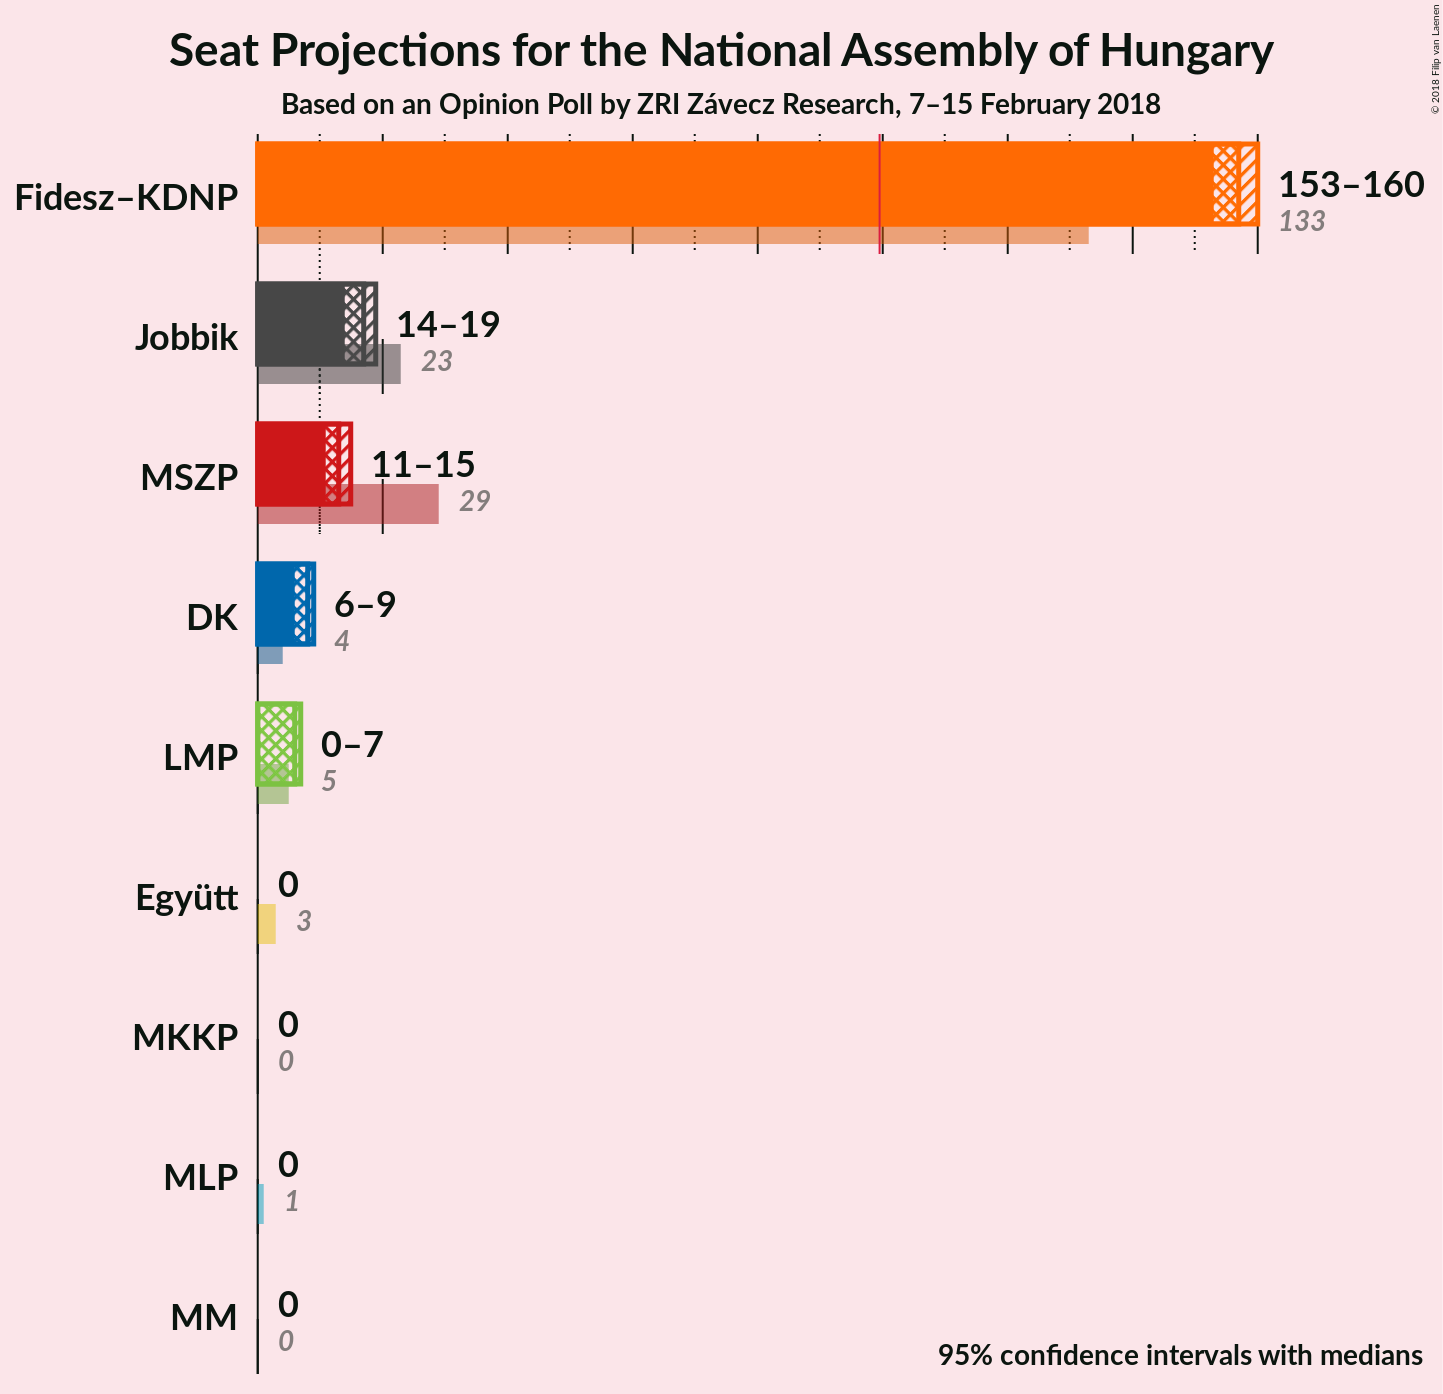 Seat Projections for the National Assembly of Hungary
Based on an Opinion Poll by ZRI Závecz Research, 7–15 February 2018
© 2018 Filip van Laenen
Fidesz–KDNP
153–160
133
Jobbik
14–19
23
MSZP
11–15
29
DK
6–9
4
LMP
0–7
5
Együtt
0
3
MKKP
0
0
MLP
0
1
MM
0
0
95% confidence intervals with medians